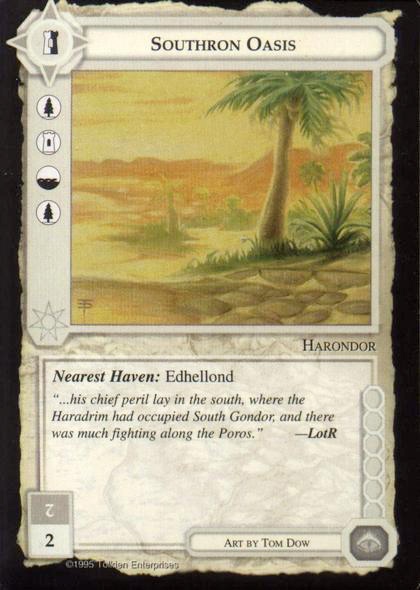 SOUTHRON OASIS
HARONDOR
Nearest Haven: Edhellond
“...his chief peril lay in the south, where the
Haradrim had occupied South Gondor, and there
was much fighting along the Poros.” —LotR
2
2
ART BY TOM DOW
©1995 Tolkien Enterprises